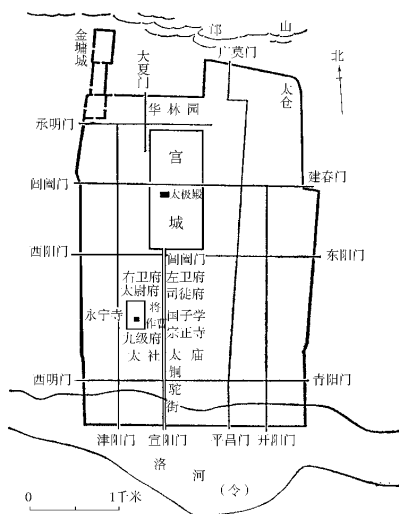 邙山
金墉城
大夏门
广莫门
北
太仓
华林园
承明门
宫城
建春门
阊阖门
太极殿
西阳门
阊阖门
东阳门
右卫府
左卫府
太尉府
司徒府
永宁寺
将作曹
国子学
宗正寺
九级府
太社
太庙
铜驼街
西明门
青阳门
津阳门
宣阳门
平昌门
开阳门
洛河
(令)
0
1千米